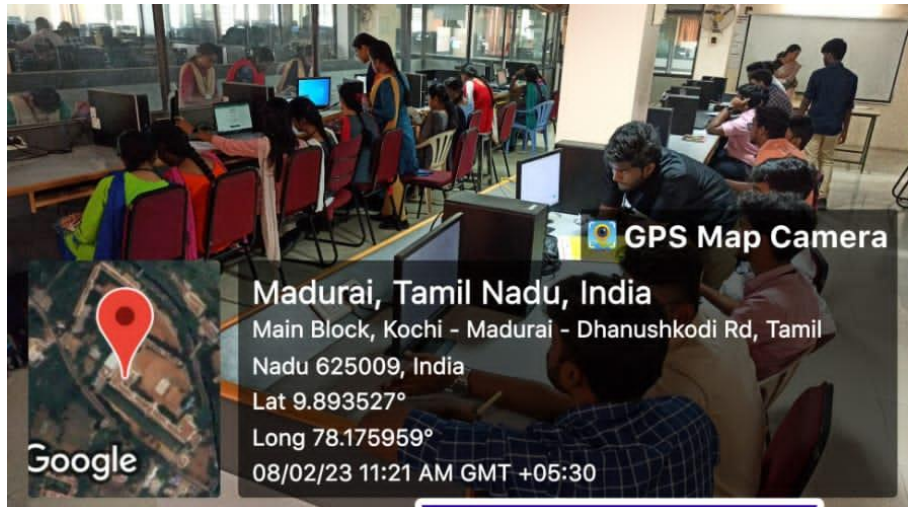 GPS Map Camera
Madurai, Tamil Nadu, India
Main Block, Kochi - Madurai - Dhanushkodi Rd, Tamil
Nadu 625009, India
Lat 9.893527°
Long 78.175959°
08/02/23 11:21 AM GMT +05:30
Google